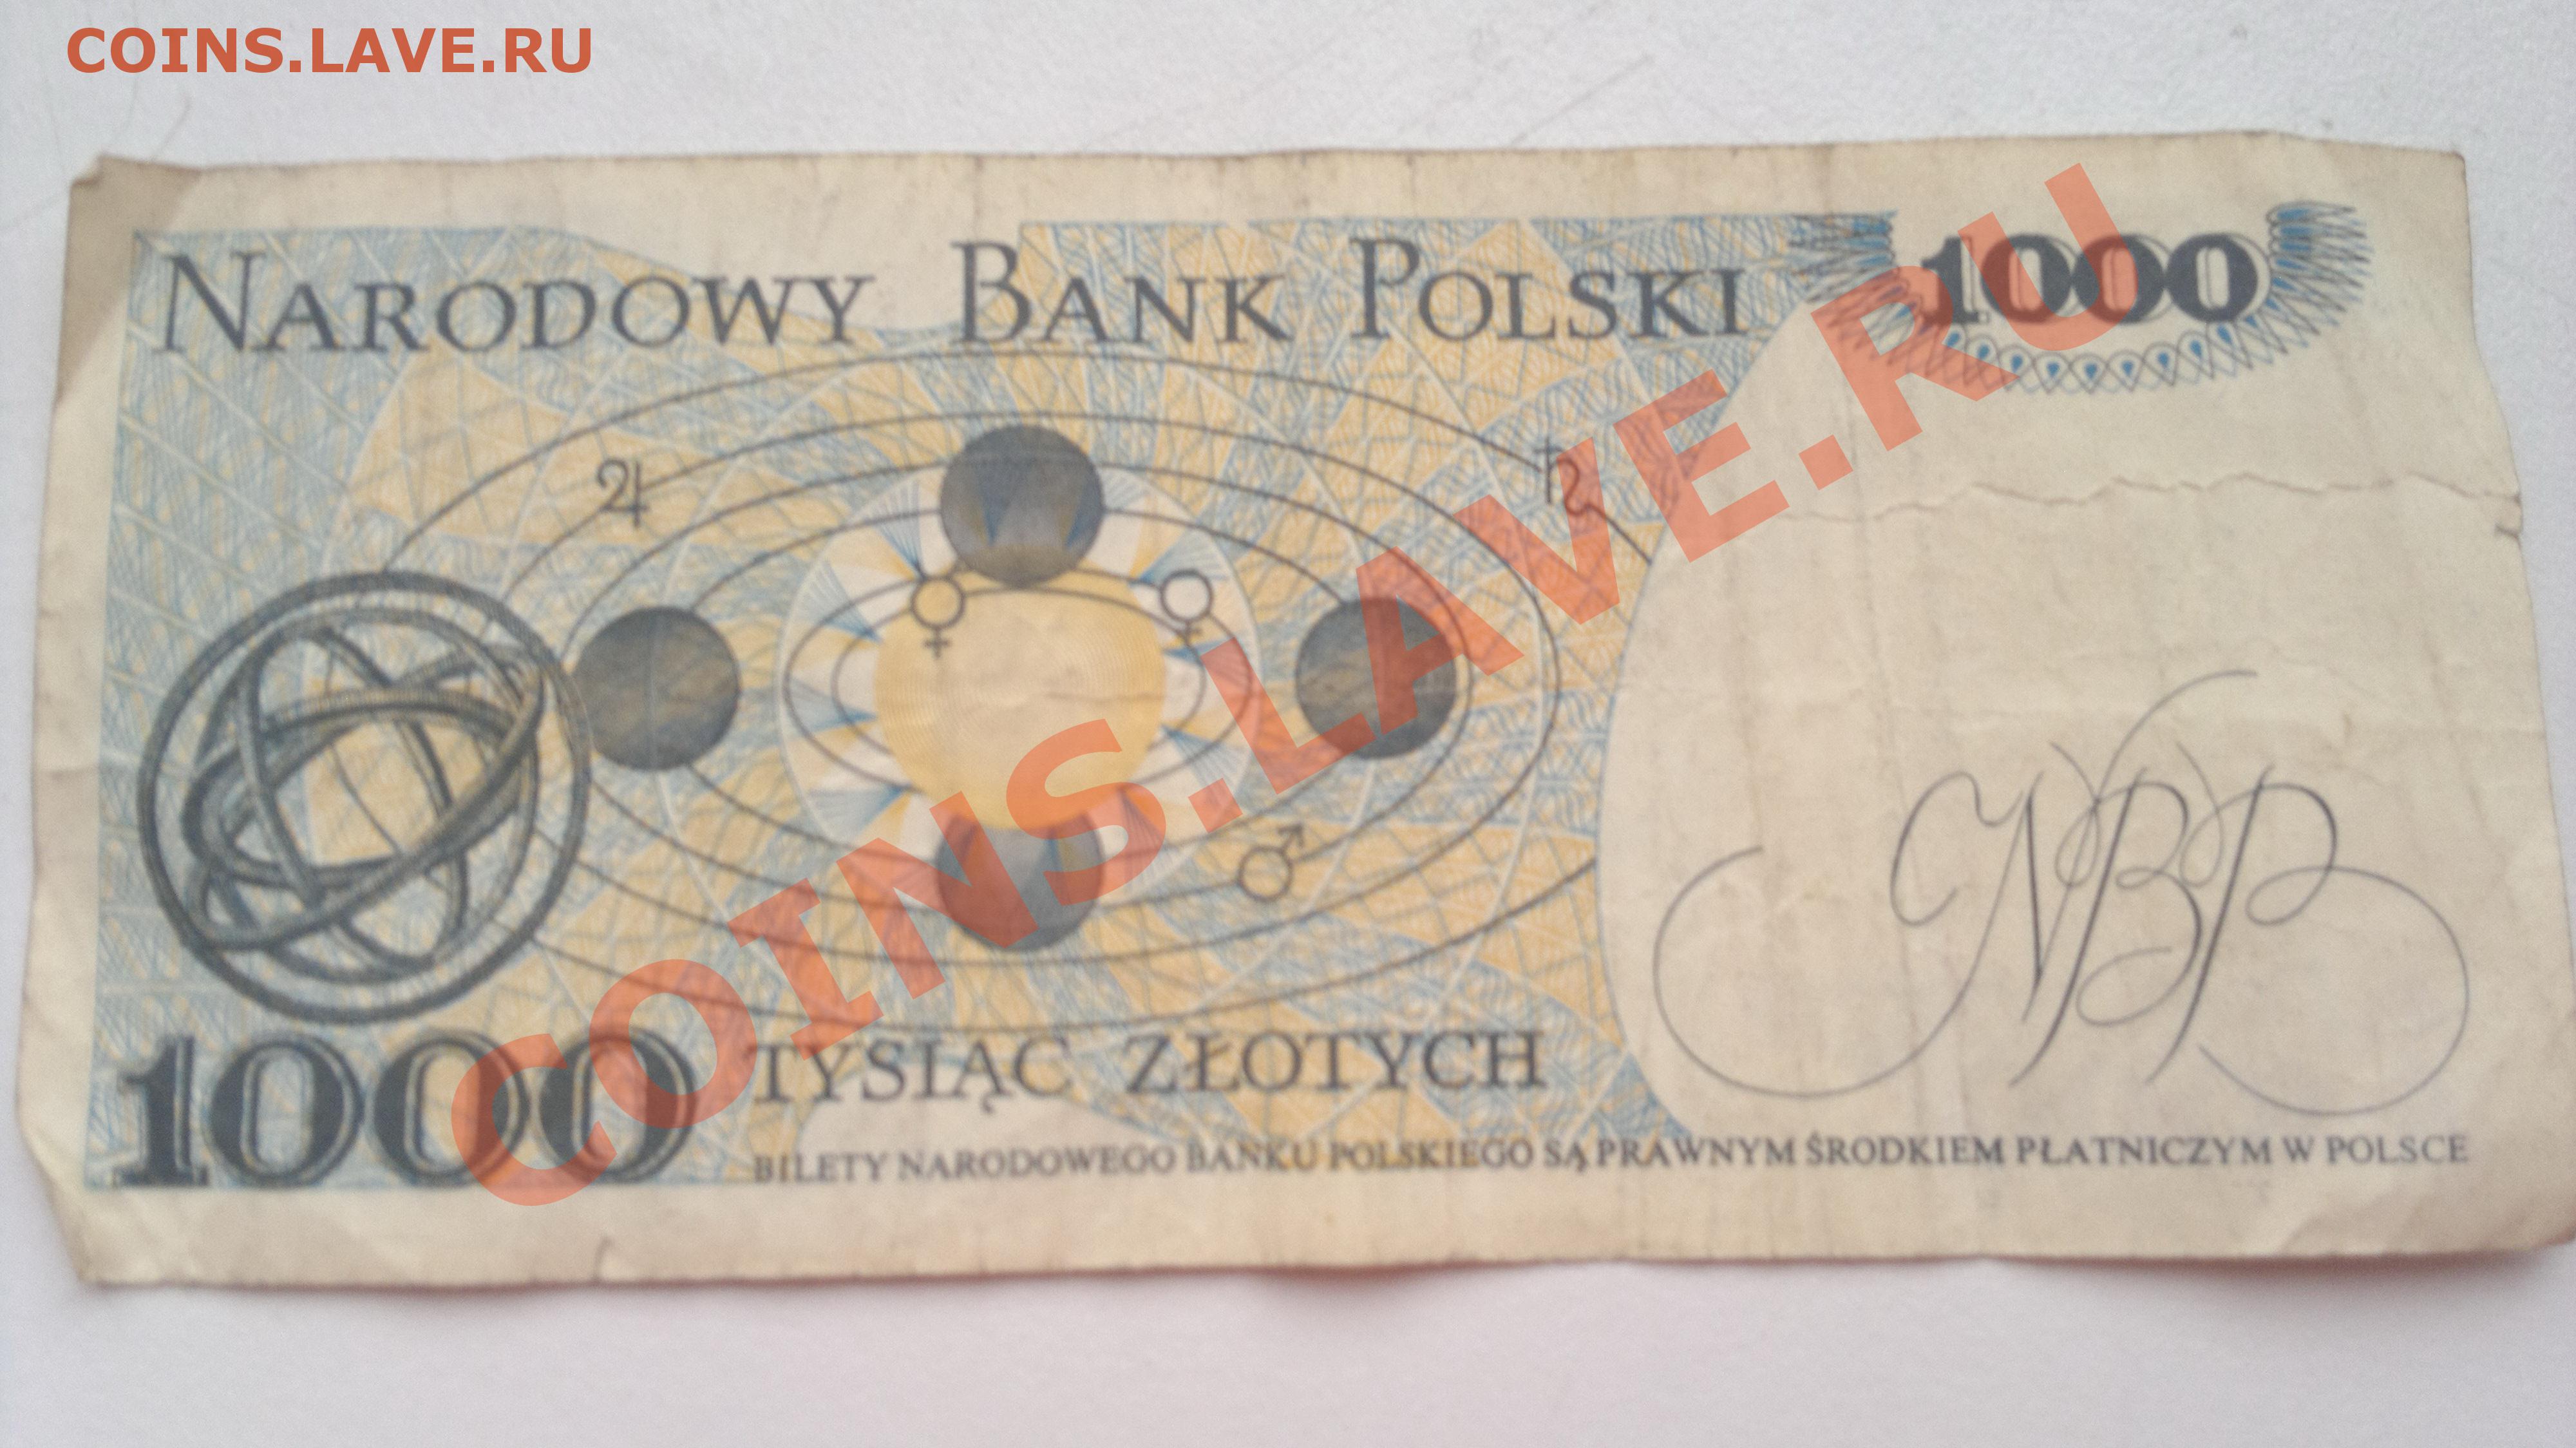 COINS.LAVE.RU
NARODOWY BANK POLSKI
1000
COINS.LAVE.RU
NBP
1000
TYSIĄC ZŁOTYCH
BILETY NARODOWEGO BANKU POLSKIEGO SĄ PRAWNYM ŚRODKIEM PŁATNICZYM W POLSCE